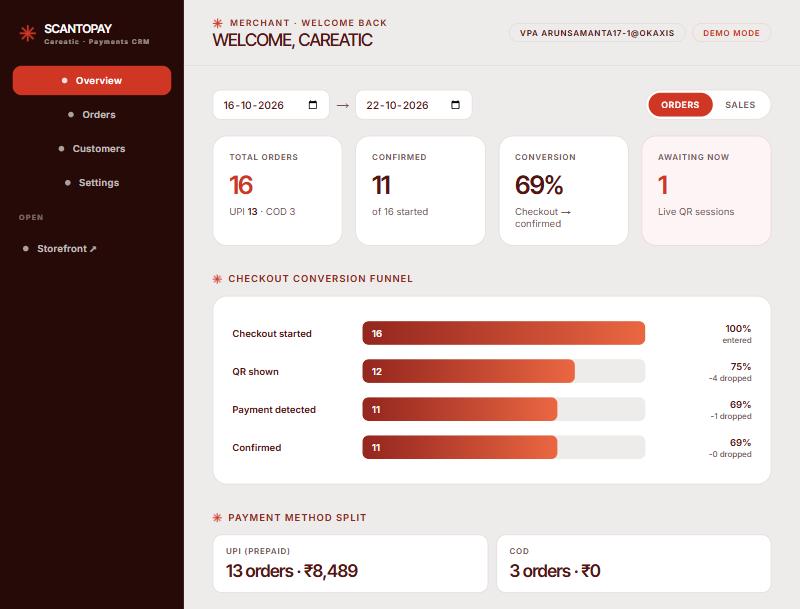 SCANTOPAY
Careatic · Payments CRM
Overview
Orders
Customers
Settings
OPEN
Storefront ↗
MERCHANT · WELCOME BACK
WELCOME, CAREATIC
VPA ARUNSAMANTA17-1@OKAXIS
DEMO MODE
16-10-2026 → 22-10-2026
ORDERS SALES
TOTAL ORDERS
16
UPI 13 · COD 3
CONFIRMED
11
of 16 started
CONVERSION
69%
Checkout →
confirmed
AWAITING NOW
1
Live QR sessions
CHECKOUT CONVERSION FUNNEL
Checkout started 16 100%
entered
QR shown 12 75%
-4 dropped
Payment detected 11 69%
-1 dropped
Confirmed 11 69%
-0 dropped
PAYMENT METHOD SPLIT
UPI (PREPAID)
13 orders · ₹8,489
COD
3 orders · ₹0